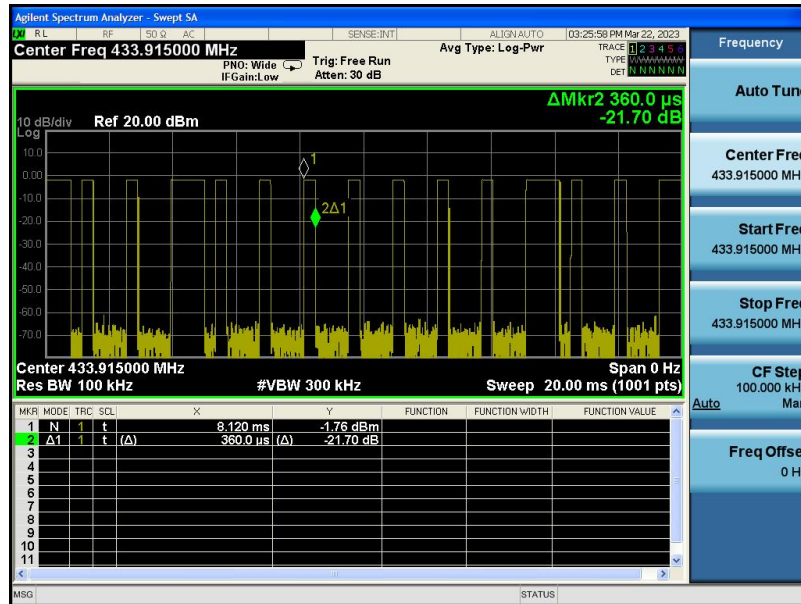 Agilent Spectrum Analyzer - Swept SA
LXI RL RF 50 Ω AC SENSE:INT ALIGN AUTO 03:25:58 PM Mar 22, 2023
Center Freq 433.915000 MHz
PNO: Wide
IFGain:Low
Trig: Free Run
Atten: 30 dB
Avg Type: Log-Pwr
TRACE 1 2 3 4 5 6
TYPE
DET N N N N N N
ΔMkr2 360.0 µs
-21.70 dB
10 dB/div Ref 20.00 dBm
Log
10.0
0.00
-10.0
-20.0
-30.0
-40.0
-50.0
-60.0
-70.0
1
2Δ1
Center 433.915000 MHz Span 0 Hz
Res BW 100 kHz #VBW 300 kHz Sweep 20.00 ms (1001 pts)
MKR MODE TRC SCL X Y FUNCTION FUNCTION WIDTH FUNCTION VALUE
1 N 1 t 8.120 ms -1.76 dBm
2 Δ1 1 t (Δ) 360.0 µs (Δ) -21.70 dB
3
4
5
6
7
8
9
10
11
MSG STATUS
Frequency
Auto Tun
Center Fre
433.915000 MH
Start Fre
433.915000 MH
Stop Fre
433.915000 MH
CF Ste
100.000 kH
Auto Ma
Freq Offse
0 H